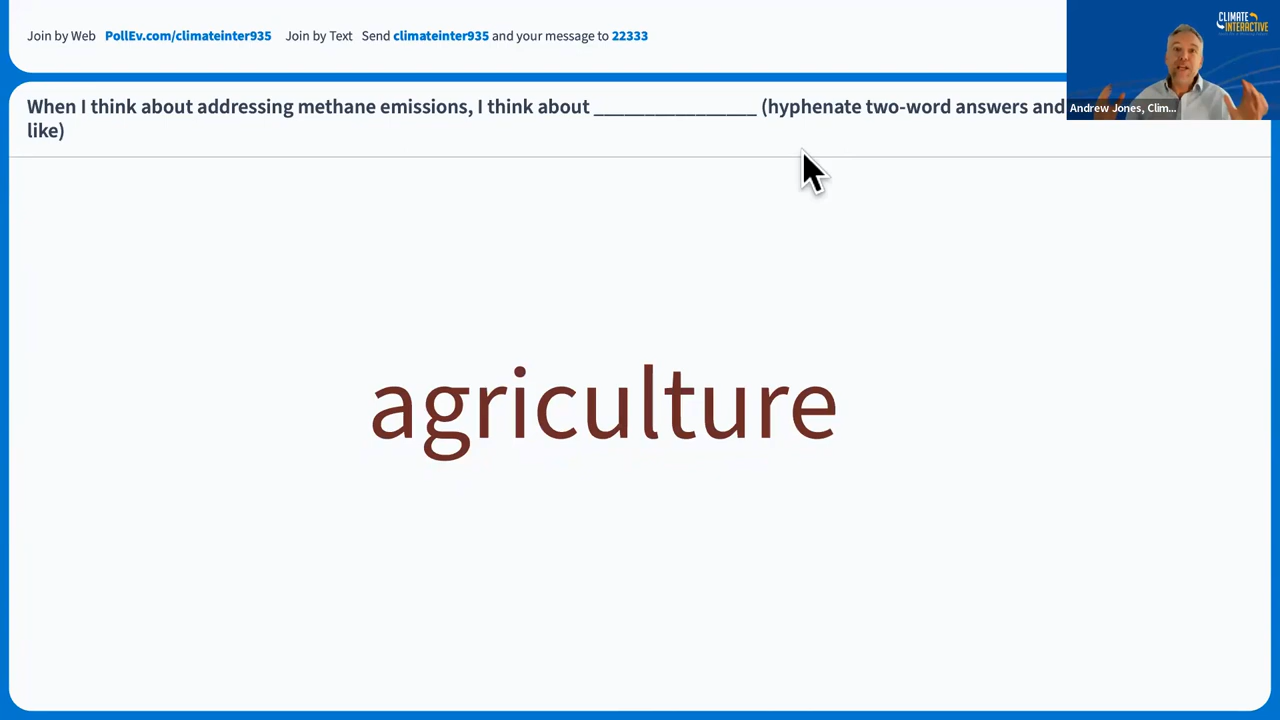 Join by Web PollEv.com/climateinter935 Join by Text Send climateinter935 and your message to 22333
CLIMATE
INTERACTIVE
Andrew Jones, Clim...
When I think about addressing methane emissions, I think about ________________ (hyphenate two-word answers and
like)
agriculture